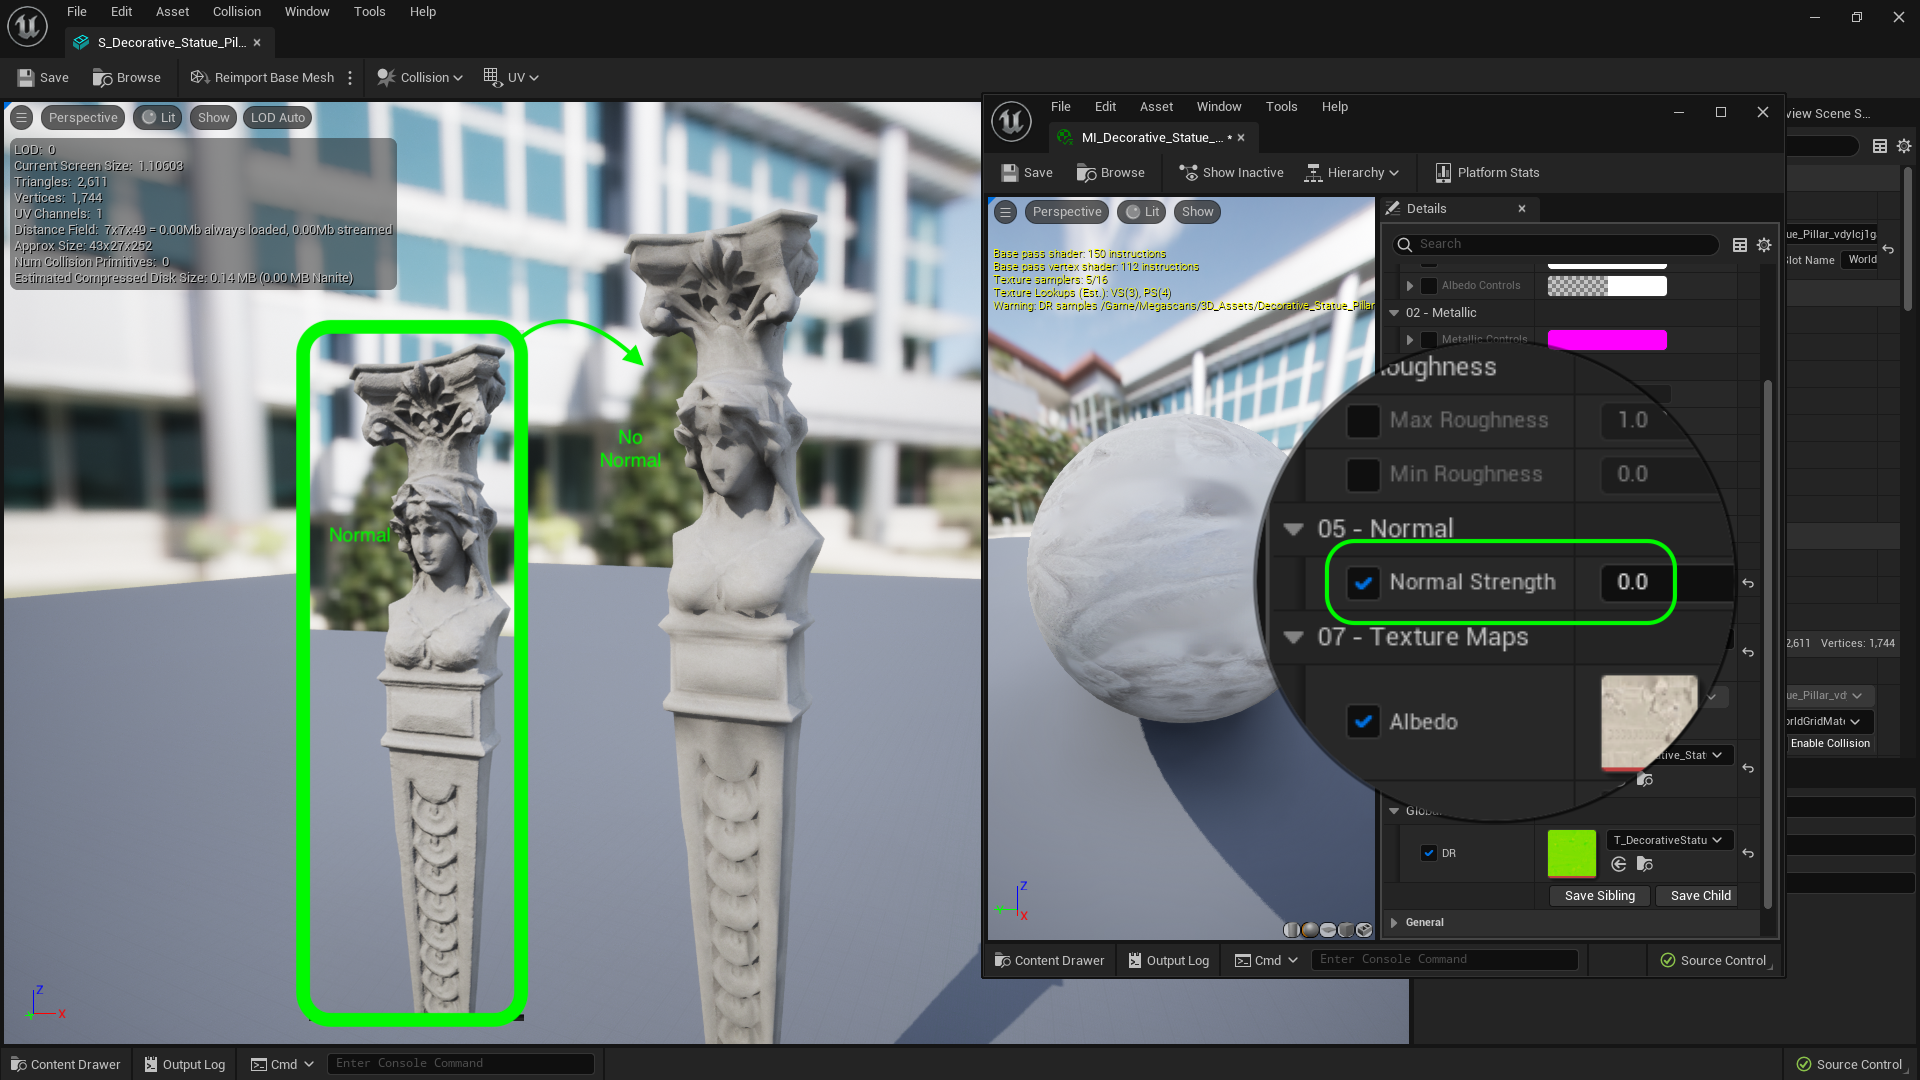 File Edit Asset Collision Window Tools Help
S_Decorative_Statue_Pil...
Save Browse Reimport Base Mesh Collision UV
Perspective Lit Show LOD Auto
LOD: 0
Current Screen Size: 1.10603
Triangles: 2,611
Vertices: 1,744
UV Channels: 1
Distance Field: 7x7x49 = 0.00Mb always loaded, 0.00Mb streamed
Approx Size: 43x27x252
Num Collision Primitives: 0
Estimated Compressed Disk Size: 0.14 MB (0.00 MB Nanite)
Normal
No
Normal
Z
X
File Edit Asset Window Tools Help
MI_Decorative_Statue_... *
Save Browse Show Inactive Hierarchy Platform Stats
Perspective Lit Show
Base pass shader: 150 instructions
Base pass vertex shader: 112 instructions
Texture samplers: 5/16
Texture Lookups (Est.): VS(3), PS(4)
Warning: DR samples /Game/Megascans/3D_Assets/Decorative_Statue_Pillar
Z
Y
X
Details
Search
Albedo Controls
02 - Metallic
Metallic Controls
oughness
Max Roughness 1.0
Min Roughness 0.0
05 - Normal
Normal Strength 0.0
07 - Texture Maps
Albedo
ative_Stat
Globa
DR T_DecorativeStatu
Save Sibling Save Child
General
Content Drawer Output Log Cmd Enter Console Command Source Control
view Scene S...
ue_Pillar_vdylcj1g
Slot Name World
2,611 Vertices: 1,744
ue_Pillar_vd
orldGridMate
Enable Collision
Content Drawer Output Log Cmd Enter Console Command Source Control